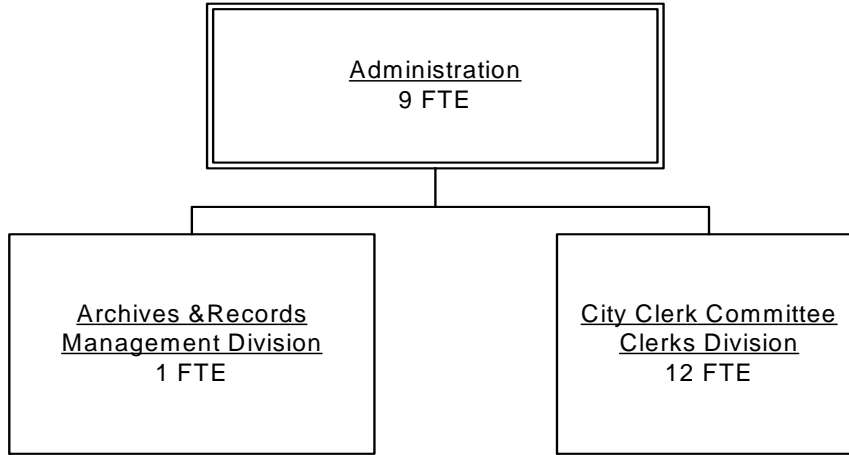 Administration
9 FTE
Archives &Records
Management Division
1 FTE
City Clerk Committee
Clerks Division
12 FTE